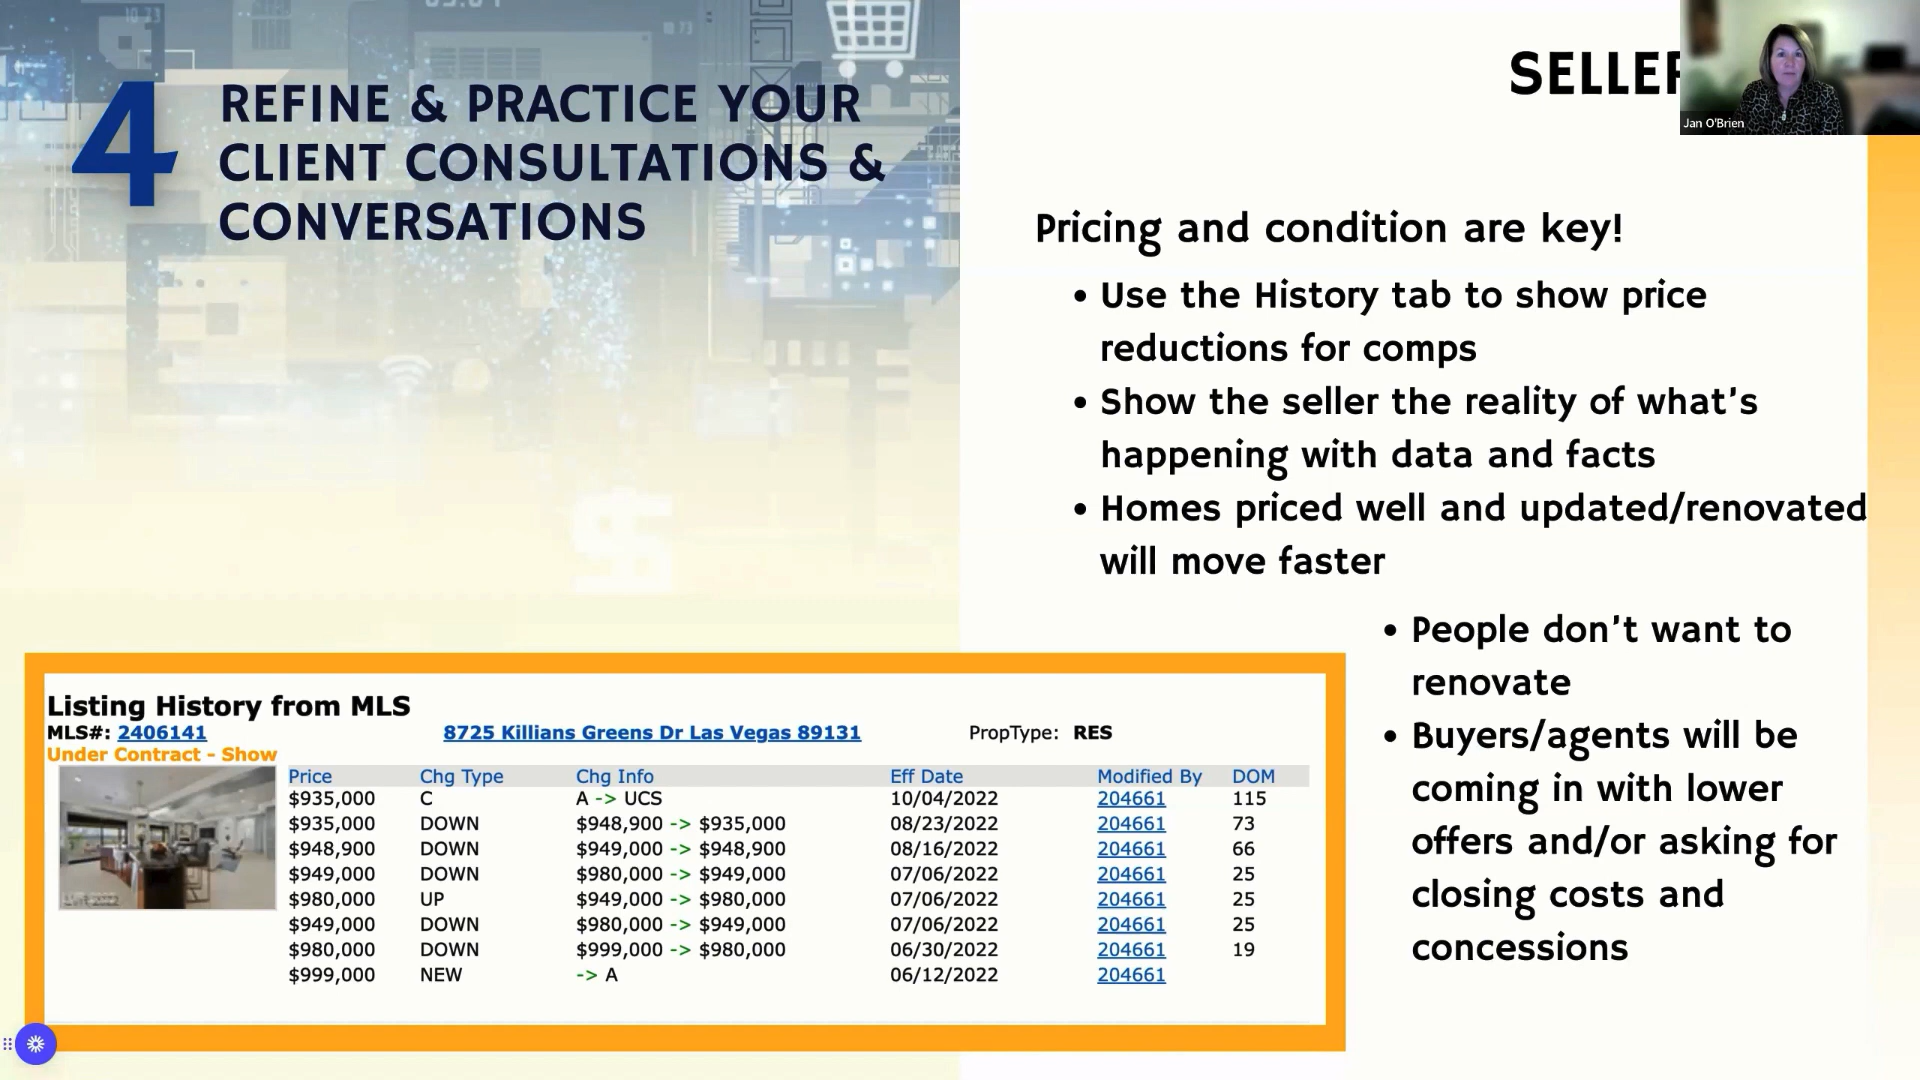 4
REFINE & PRACTICE YOUR
CLIENT CONSULTATIONS &
CONVERSATIONS
SELLER
Jan O'Brien
Pricing and condition are key!
• Use the History tab to show price
reductions for comps
• Show the seller the reality of what's
happening with data and facts
• Homes priced well and updated/renovated
will move faster
• People don't want to
renovate
• Buyers/agents will be
coming in with lower
offers and/or asking for
closing costs and
concessions
Listing History from MLS
MLS#: 2406141 8725 Killians Greens Dr Las Vegas 89131 PropType: RES
Under Contract - Show
Price Chg Type Chg Info Eff Date Modified By DOM
$935,000 C A -> UCS 10/04/2022 204661 115
$935,000 DOWN $948,900 -> $935,000 08/23/2022 204661 73
$948,900 DOWN $949,000 -> $948,900 08/16/2022 204661 66
$949,000 DOWN $980,000 -> $949,000 07/06/2022 204661 25
$980,000 UP $949,000 -> $980,000 07/06/2022 204661 25
$949,000 DOWN $980,000 -> $949,000 07/06/2022 204661 25
$980,000 DOWN $999,000 -> $980,000 06/30/2022 204661 19
$999,000 NEW -> A 06/12/2022 204661